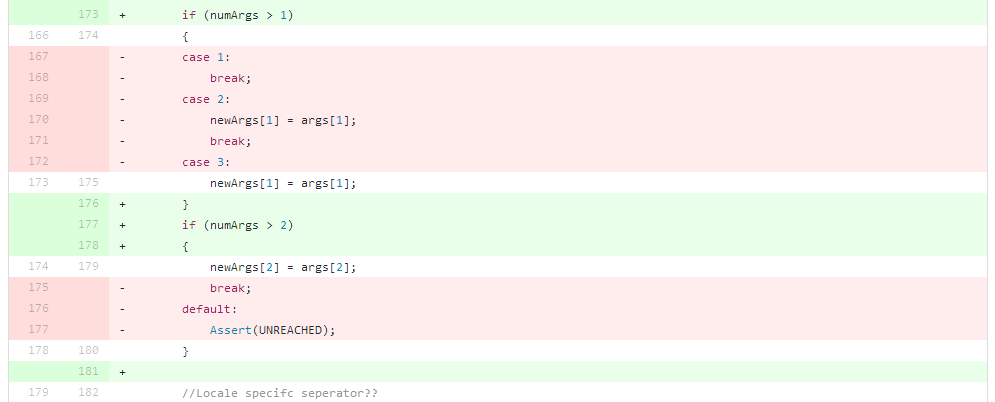 173 + if (numArgs > 1)
166 174 {
167 - case 1:
168 - break;
169 - case 2:
170 - newArgs[1] = args[1];
171 - break;
172 - case 3:
173 175 newArgs[1] = args[1];
176 + }
177 + if (numArgs > 2)
178 + {
174 179 newArgs[2] = args[2];
175 - break;
176 - default:
177 - Assert(UNREACHED);
178 180 }
181 +
179 182 //Locale specifc seperator??